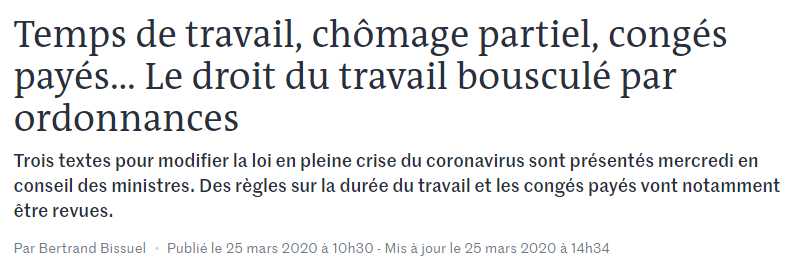 Temps de travail, chômage partiel, congés
payés… Le droit du travail bousculé par
ordonnances
Trois textes pour modifier la loi en pleine crise du coronavirus sont présentés mercredi en
conseil des ministres. Des règles sur la durée du travail et les congés payés vont notamment
être revues.
Par Bertrand Bissuel • Publié le 25 mars 2020 à 10h30 - Mis à jour le 25 mars 2020 à 14h34